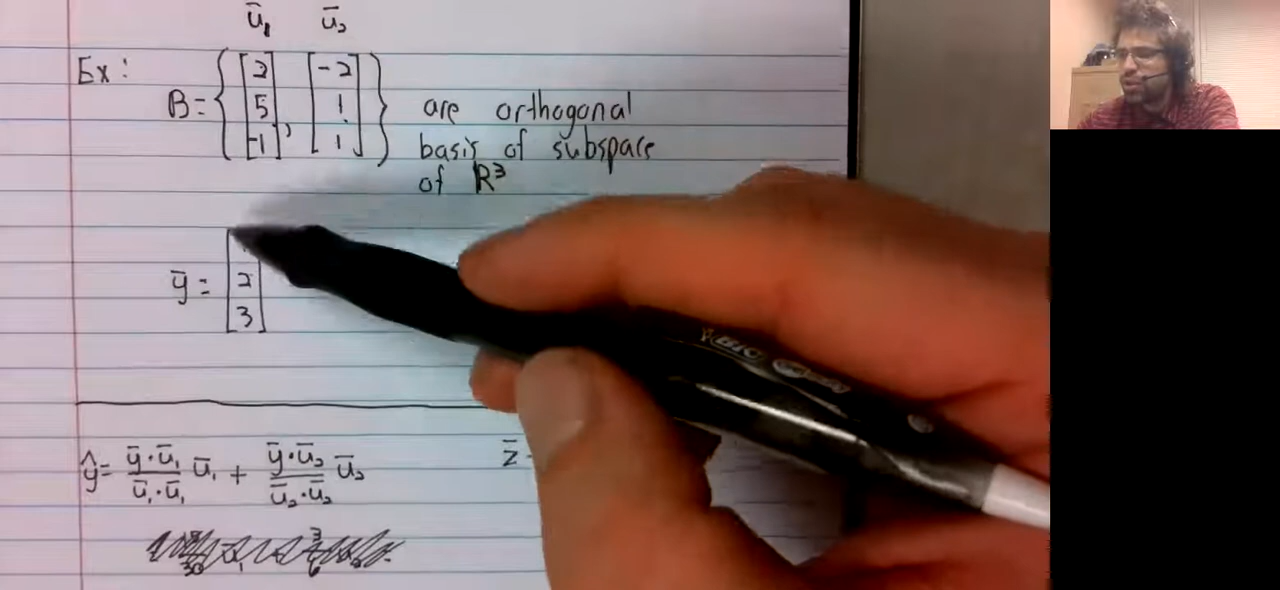 ū₁ ū₂
Ex:
B = { [2 5 -1], [-2 1 1] } are orthogonal
basis of subspace
of ℝ³
ȳ = [ 2 3]
ŷ = ȳ·ū₁/ū₁·ū₁ ū₁ + ȳ·ū₂/ū₂·ū₂ ū₂
z̄
BIC